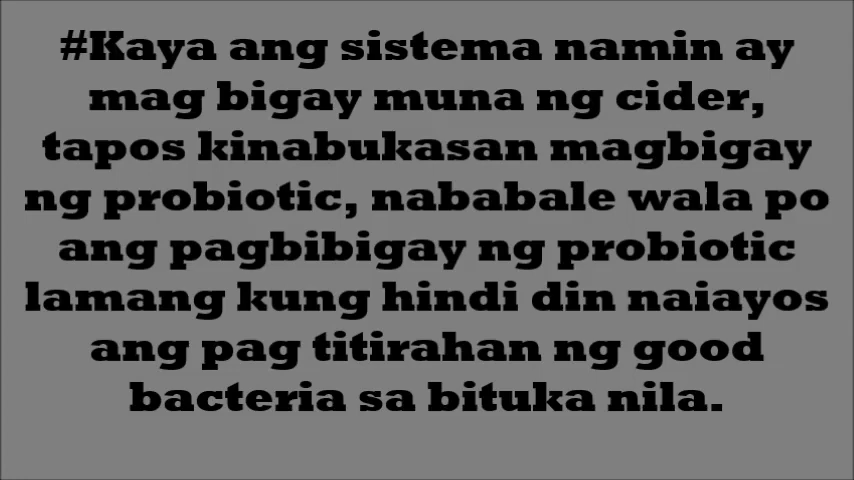 #Kaya ang sistema namin ay
mag bigay muna ng cider,
tapos kinabukasan magbigay
ng probiotic, nababale wala po
ang pagbibigay ng probiotic
lamang kung hindi din naiayos
ang pag titirahan ng good
bacteria sa bituka nila.